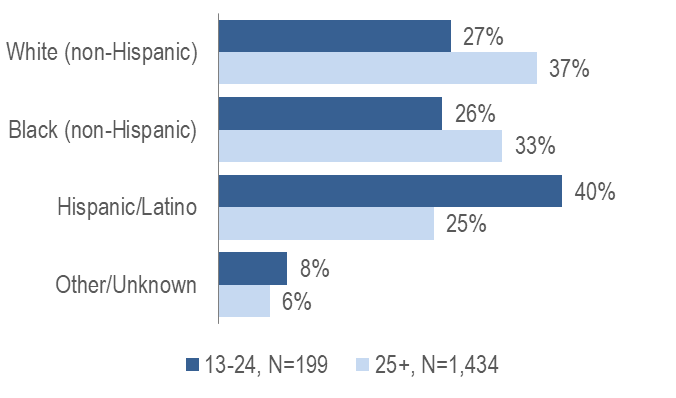 White (non-Hispanic)
27%
37%
Black (non-Hispanic)
26%
33%
Hispanic/Latino
40%
25%
Other/Unknown
8%
6%
13-24, N=199 25+, N=1,434